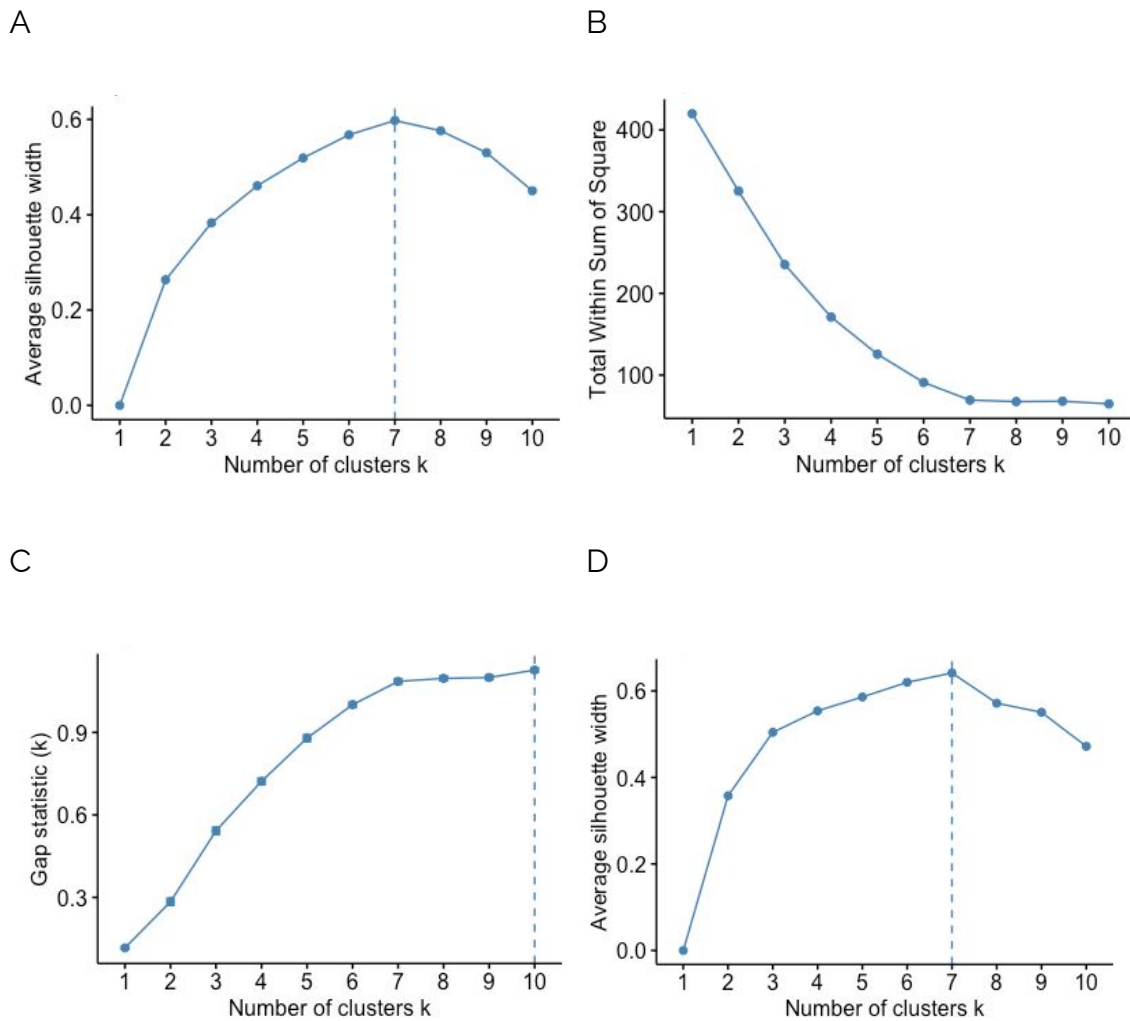 A
B
Average silhouette width
0.6
0.4
0.2
0.0
1 2 3 4 5 6 7 8 9 10
Number of clusters k
Total Within Sum of Square
400
300
200
100
1 2 3 4 5 6 7 8 9 10
Number of clusters k
C
D
Gap statistic (k)
0.9
0.6
0.3
1 2 3 4 5 6 7 8 9 10
Number of clusters k
Average silhouette width
0.6
0.4
0.2
0.0
1 2 3 4 5 6 7 8 9 10
Number of clusters k